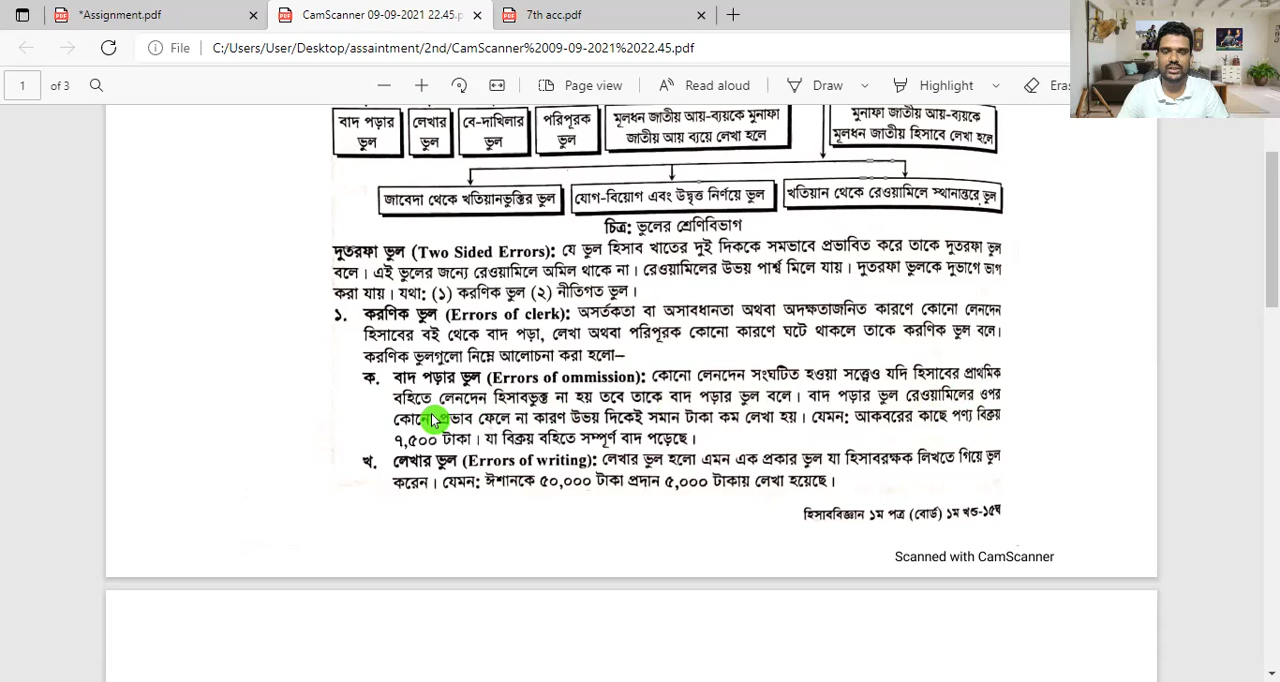 *Assignment.pdf
CamScanner 09-09-2021 22.45.p
7th acc.pdf
File
C:/Users/User/Desktop/assaintment/2nd/CamScanner%2009-09-2021%2022.45.pdf
1 of 3
Page view
Read aloud
Draw
Highlight
Eras
বাদ পড়ার ভুল
লেখার ভুল
বে-দাখিলার ভুল
পরিপূরক ভুল
মূলধন জাতীয় আয়-ব্যয়কে মুনাফা
জাতীয় আয় ব্যয়ে লেখা হলে
মুনাফা জাতীয় আয়-ব্যয়কে
মূলধন জাতীয় হিসাবে লেখা হলে
জাবেদা থেকে খতিয়ানভুক্তির ভুল
যোগ-বিয়োগ এবং উদ্বৃত্ত নির্ণয়ে ভুল
খতিয়ান থেকে রেওয়ামিলে স্থানান্তরে ভুল
চিত্র: ভুলের শ্রেণিবিভাগ
দুতরফা ভুল (Two Sided Errors): যে ভুল হিসাব খাতের দুই দিককে সমভাবে প্রভাবিত করে তাকে দুতরফা ভুল
বলে। এই ভুলের জন্যে রেওয়ামিলে অমিল থাকে না। রেওয়ামিলের উভয় পার্শ্ব মিলে যায়। দুতরফা ভুলকে দুভাগে ভাগ
করা যায়। যথা: (১) করণিক ভুল (২) নীতিগত ভুল।
১. করণিক ভুল (Errors of clerk): অসর্তকতা বা অসাবধানতা অথবা অদক্ষতাজনিত কারণে কোনো লেনদেন
হিসাবের বই থেকে বাদ পড়া, লেখা অথবা পরিপূরক কোনো কারণে ঘটে থাকলে তাকে করণিক ভুল বলে।
করণিক ভুলগুলো নিম্নে আলোচনা করা হলো–
ক. বাদ পড়ার ভুল (Errors of ommission): কোনো লেনদেন সংঘটিত হওয়া সত্ত্বেও যদি হিসাবের প্রাথমিক
বহিতে লেনদেন হিসাবভুক্ত না হয় তবে তাকে বাদ পড়ার ভুল বলে। বাদ পড়ার ভুল রেওয়ামিলের ওপর
কোনো প্রভাব ফেলে না কারণ উভয় দিকেই সমান টাকা কম লেখা হয়। যেমন: আকবরের কাছে পণ্য বিক্রয়
৭,৫০০ টাকা। যা বিক্রয় বহিতে সম্পূর্ণ বাদ পড়েছে।
খ. লেখার ভুল (Errors of writing): লেখার ভুল হলো এমন এক প্রকার ভুল যা হিসাবরক্ষক লিখতে গিয়ে ভুল
করেন। যেমন: ঈশানকে ৫০,০০০ টাকা প্রদান ৫,০০০ টাকায় লেখা হয়েছে।
হিসাববিজ্ঞান ১ম পত্র (বোর্ড) ১ম খণ্ড-১৫ঘ
Scanned with CamScanner